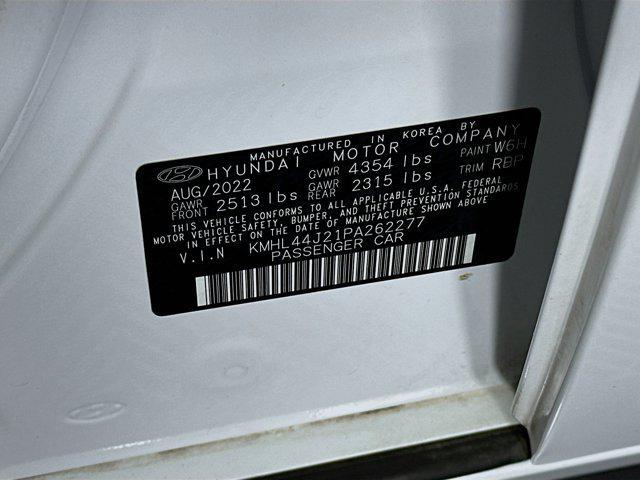 MANUFACTURED IN KOREA BY
HYUNDAI MOTOR COMPANY
AUG/2022 GVWR 4354 lbs PAINT W6H
GAWR FRONT 2513 lbs GAWR REAR 2315 lbs TRIM RBP
THIS VEHICLE CONFORMS TO ALL APPLICABLE U.S.A. FEDERAL
MOTOR VEHICLE SAFETY, BUMPER, AND THEFT PREVENTION STANDARDS
IN EFFECT ON THE DATE OF MANUFACTURE SHOWN ABOVE
V.I.N KMHL44J21PA262277
PASSENGER CAR